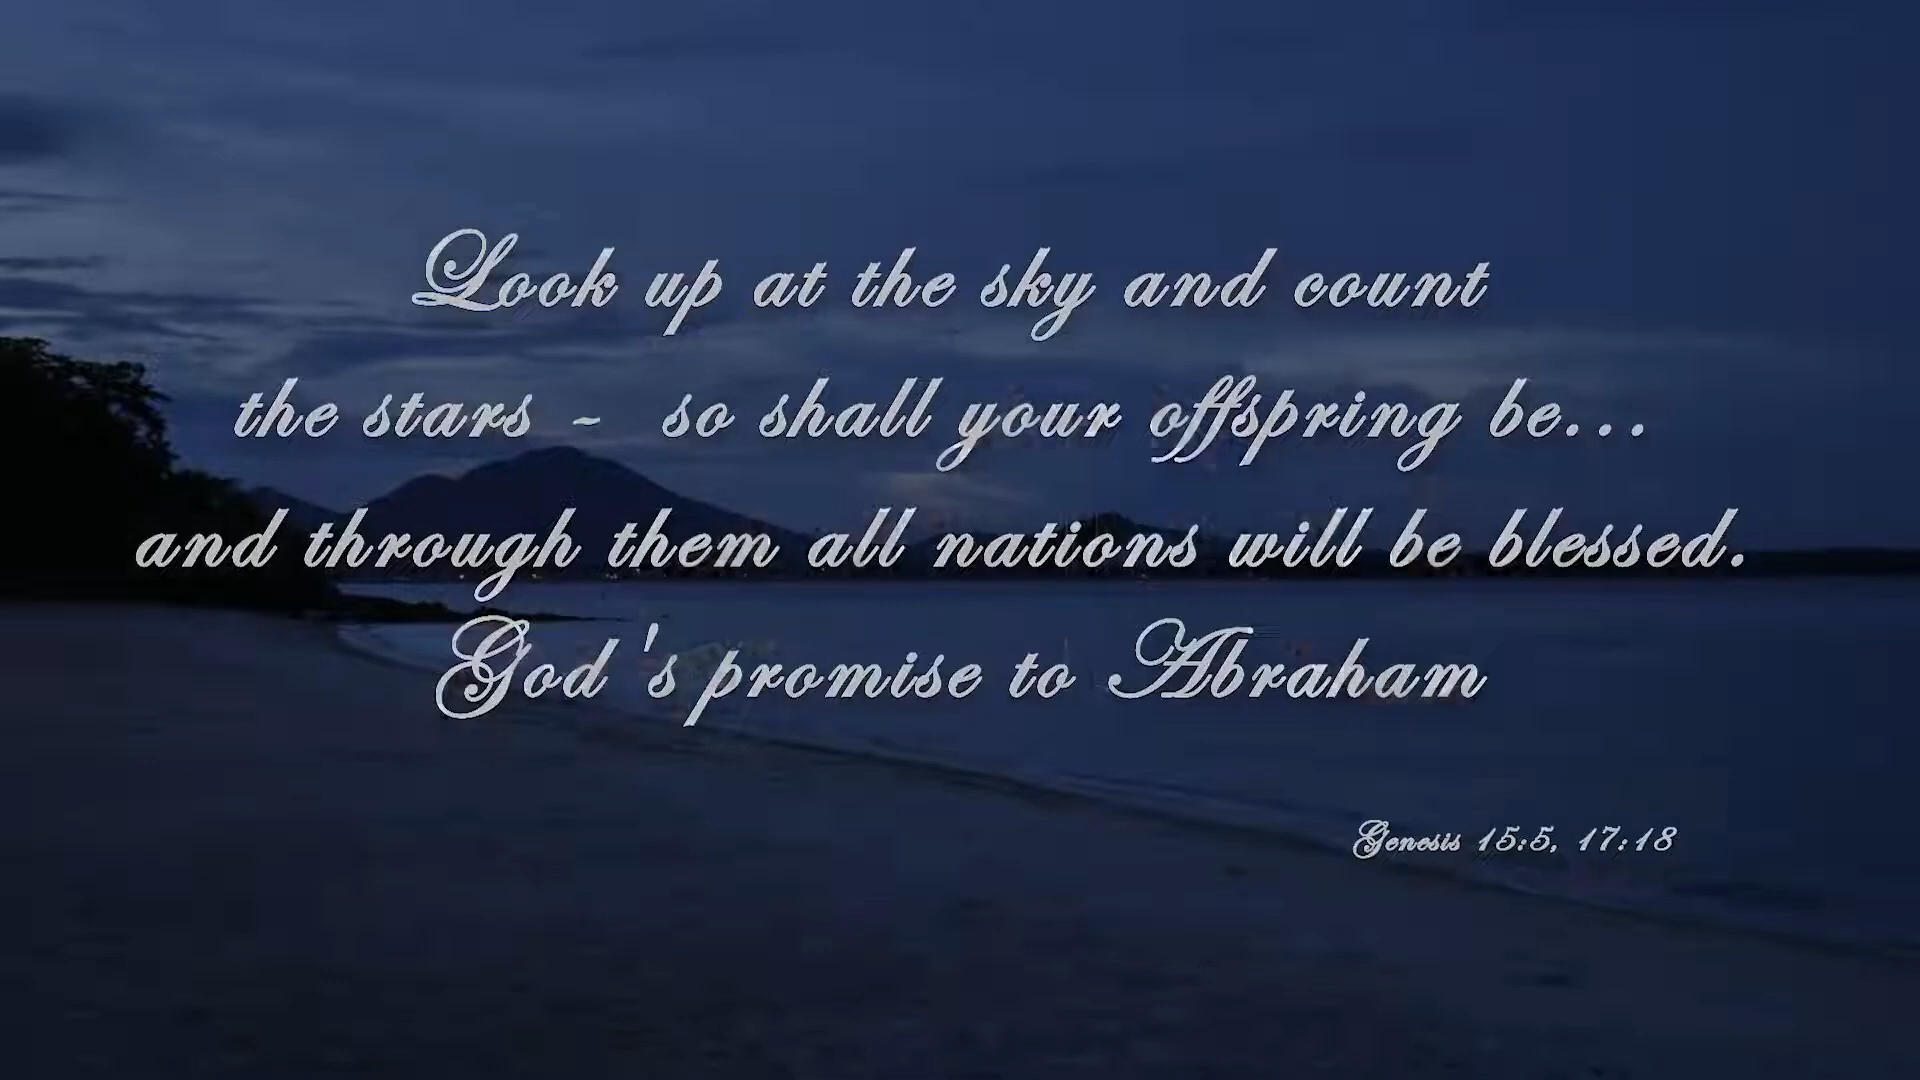 Look up at the sky and count
the stars - so shall your offspring be...
and through them all nations will be blessed.
God's promise to Abraham
Genesis 15:5, 17:18